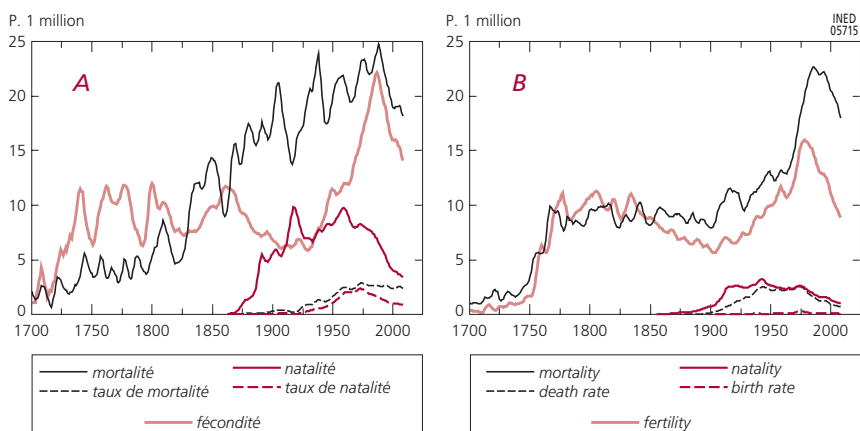 P. 1 million
25
20
15
10
5
0
A
1700 1750 1800 1850 1900 1950 2000
mortalité
natalité
taux de mortalité
taux de natalité
fécondité
P. 1 million
INED
05715
25
20
15
10
5
0
B
1700 1750 1800 1850 1900 1950 2000
mortality
natality
death rate
birth rate
fertility